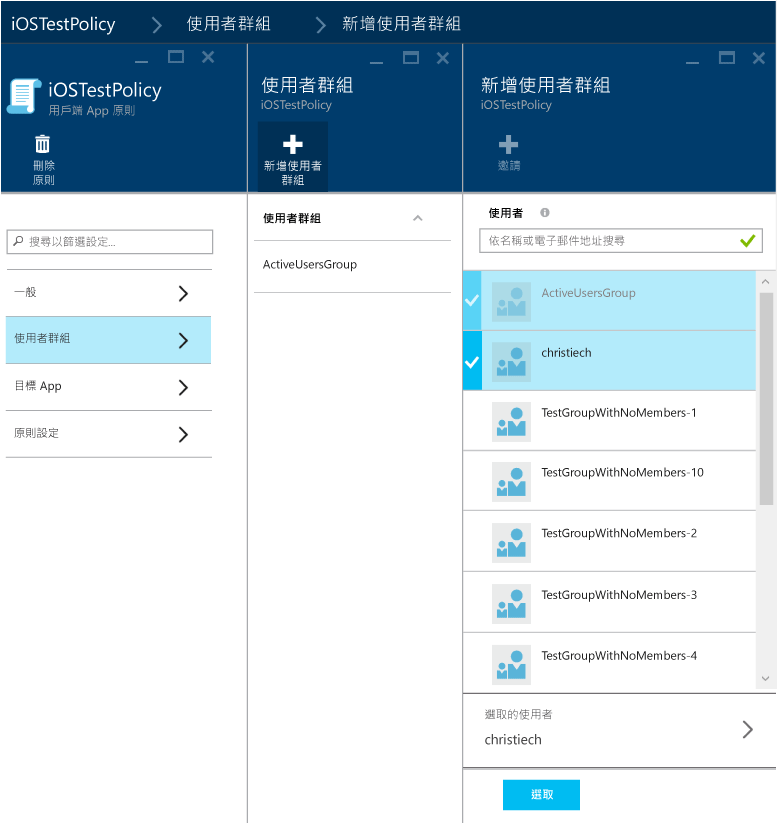 iOSTestPolicy
使用者群組
新增使用者群組
iOSTestPolicy
用戶端 App 原則
刪除
原則
搜尋以篩選設定...
一般
使用者群組
目標 App
原則設定
使用者群組
iOSTestPolicy
新增使用者
群組
使用者群組
ActiveUsersGroup
新增使用者群組
iOSTestPolicy
邀請
使用者
依名稱或電子郵件地址搜尋
ActiveUsersGroup
christiech
TestGroupWithNoMembers-1
TestGroupWithNoMembers-10
TestGroupWithNoMembers-2
TestGroupWithNoMembers-3
TestGroupWithNoMembers-4
選取的使用者
christiech
選取